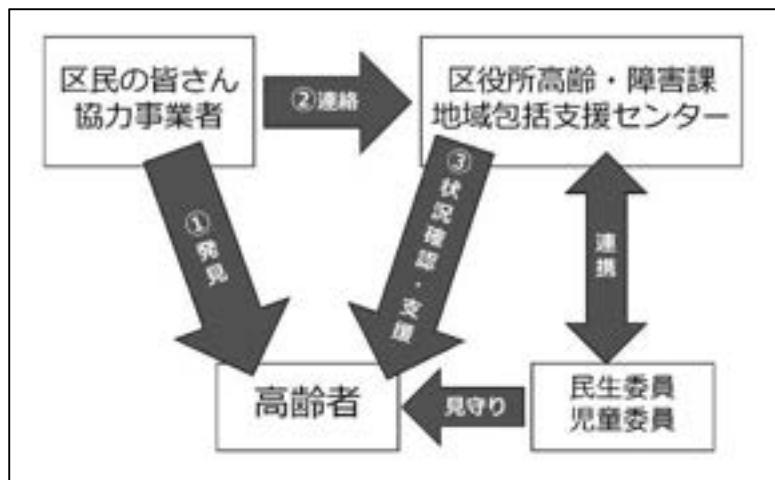 区民の皆さん
協力事業者
②連絡
区役所高齢・障害課
地域包括支援センター
①発見
③状況確認・支援
連携
高齢者
見守り
民生委員
児童委員